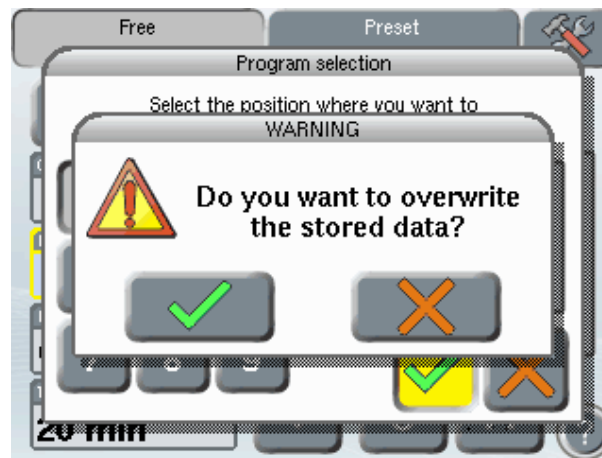 Free
Preset
Program selection
Select the position where you want to
WARNING
Do you want to overwrite
the stored data?
20 min
?